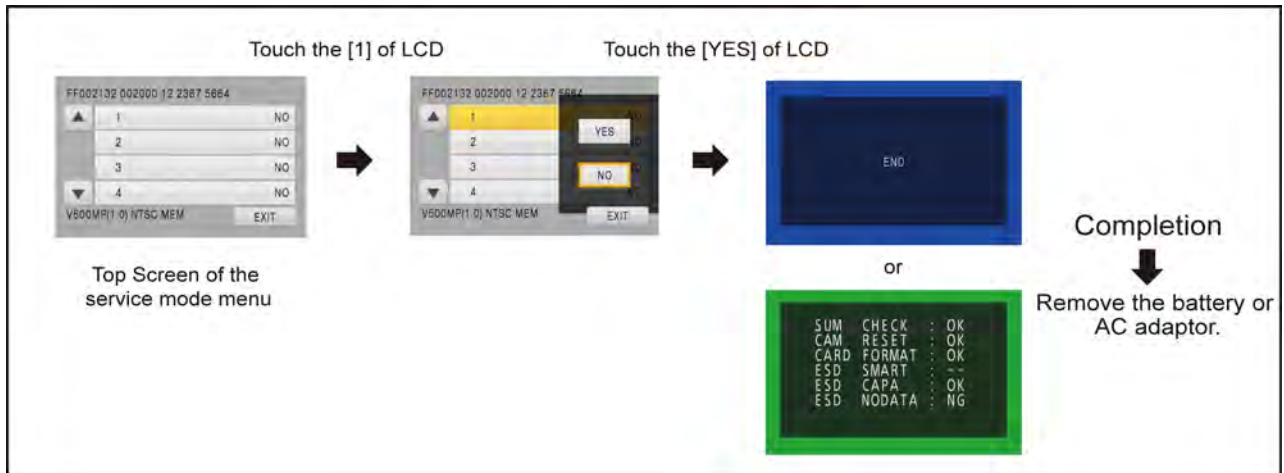 Touch the [1] of LCD
Touch the [YES] of LCD
FF002132 002000 12 2367 5664
1 NO
2 NO
3 NO
4 NO
V500MP(1 0) NTSC MEM EXIT
Top Screen of the
service mode menu
FF002132 002000 12 2367 5664
1
2
3
4
YES
NO
V500MP(1 0) NTSC MEM EXIT
END
or
SUM CHECK : OK
CAM RESET : OK
CARD FORMAT : OK
ESD SMART : --
ESD CAPA : OK
ESD NODATA : NG
Completion
Remove the battery or
AC adaptor.